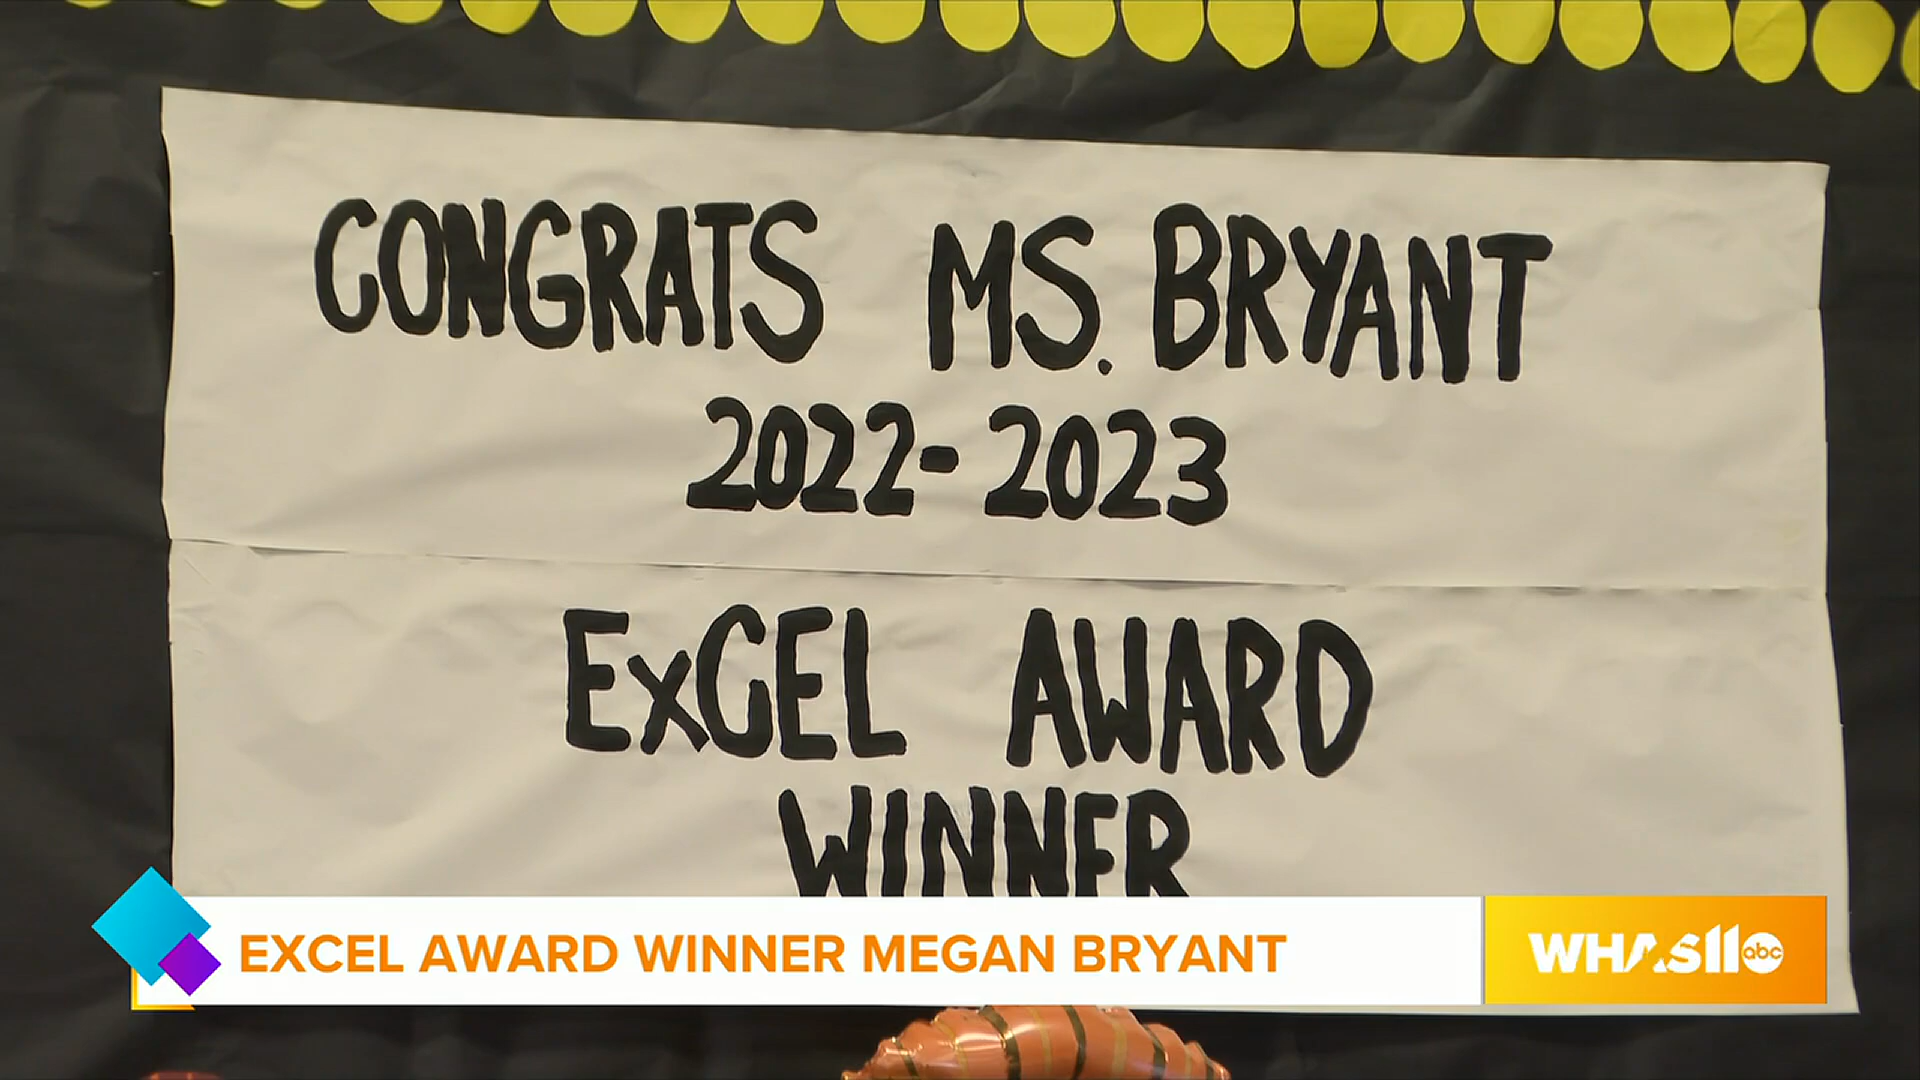 CONGRATS MS. BRYANT
2022-2023
ExCEL AWARD
WINNER
EXCEL AWARD WINNER MEGAN BRYANT
WHAS11 abc